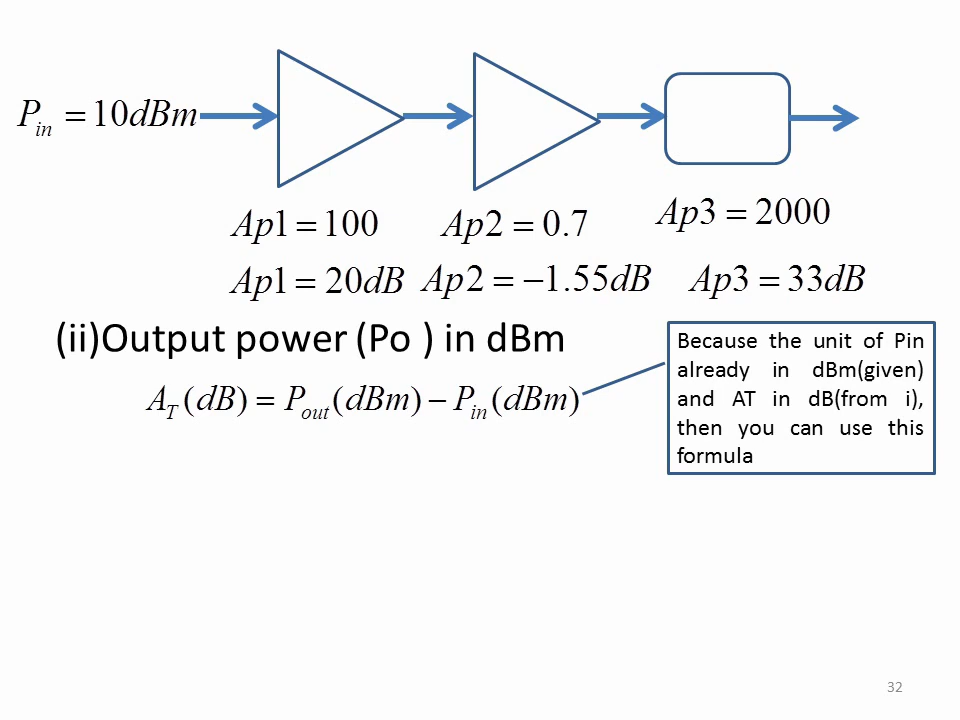 P_in = 10dBm
Ap1 = 100
Ap2 = 0.7
Ap3 = 2000
Ap1 = 20dB
Ap2 = −1.55dB
Ap3 = 33dB
(ii)Output power (Po ) in dBm
A_T (dB) = P_out (dBm) − P_in (dBm)
Because the unit of Pin
already in dBm(given)
and AT in dB(from i),
then you can use this
formula
32